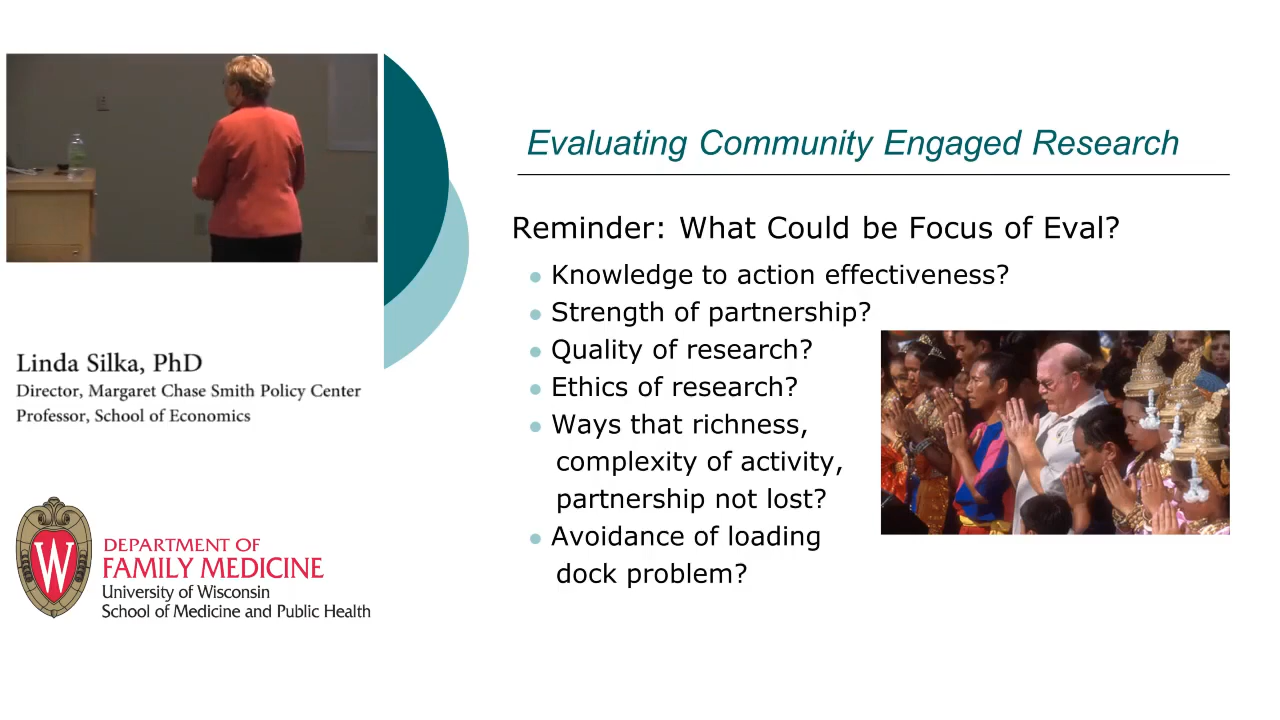 Evaluating Community Engaged Research
Reminder: What Could be Focus of Eval?
Knowledge to action effectiveness?
Strength of partnership?
Quality of research?
Ethics of research?
Ways that richness,
complexity of activity,
partnership not lost?
Avoidance of loading
dock problem?
Linda Silka, PhD
Director, Margaret Chase Smith Policy Center
Professor, School of Economics
W
DEPARTMENT OF
FAMILY MEDICINE
University of Wisconsin
School of Medicine and Public Health